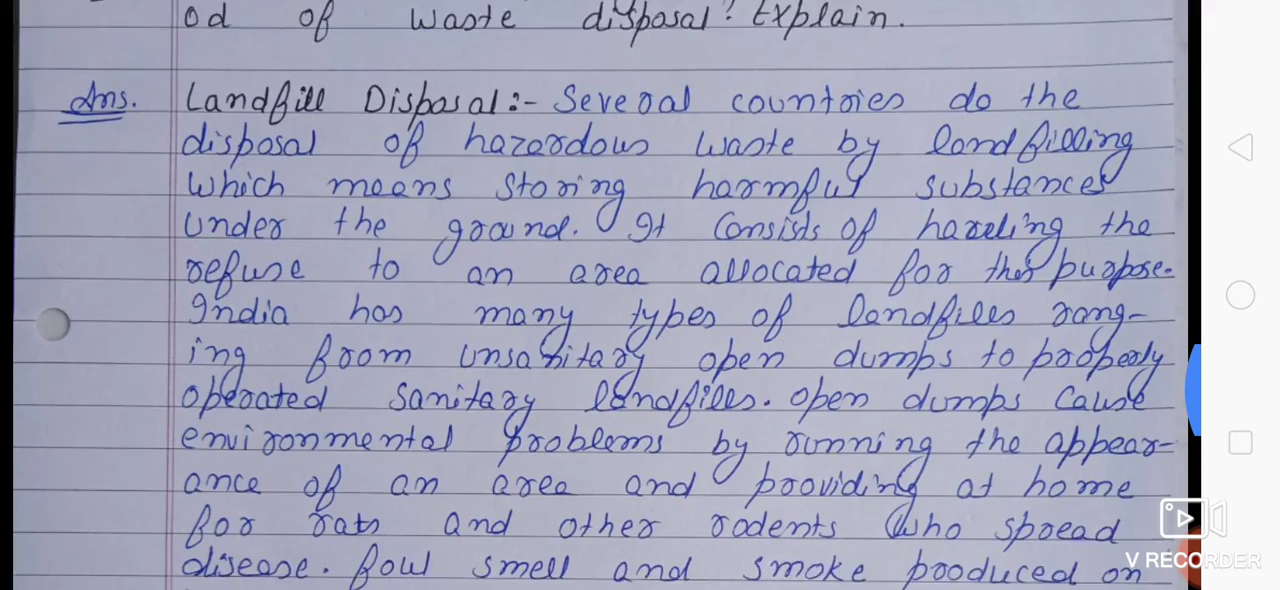 od of waste disposal? Explain.
Ans. Landfill Disposal:- Several countries do the
disposal of hazardous waste by landfilling
which means storing harmful substances
under the ground. It consists of hauling the
refuse to an area allocated for this purpose.
India has many types of landfills rang-
ing from unsanitary open dumps to properly
operated sanitary landfills. Open dumps cause
environmental problems by running the appear-
ance of an area and providing at home
for rats and other rodents who spread
disease. Foul smell and smoke produced on
V RECORDER